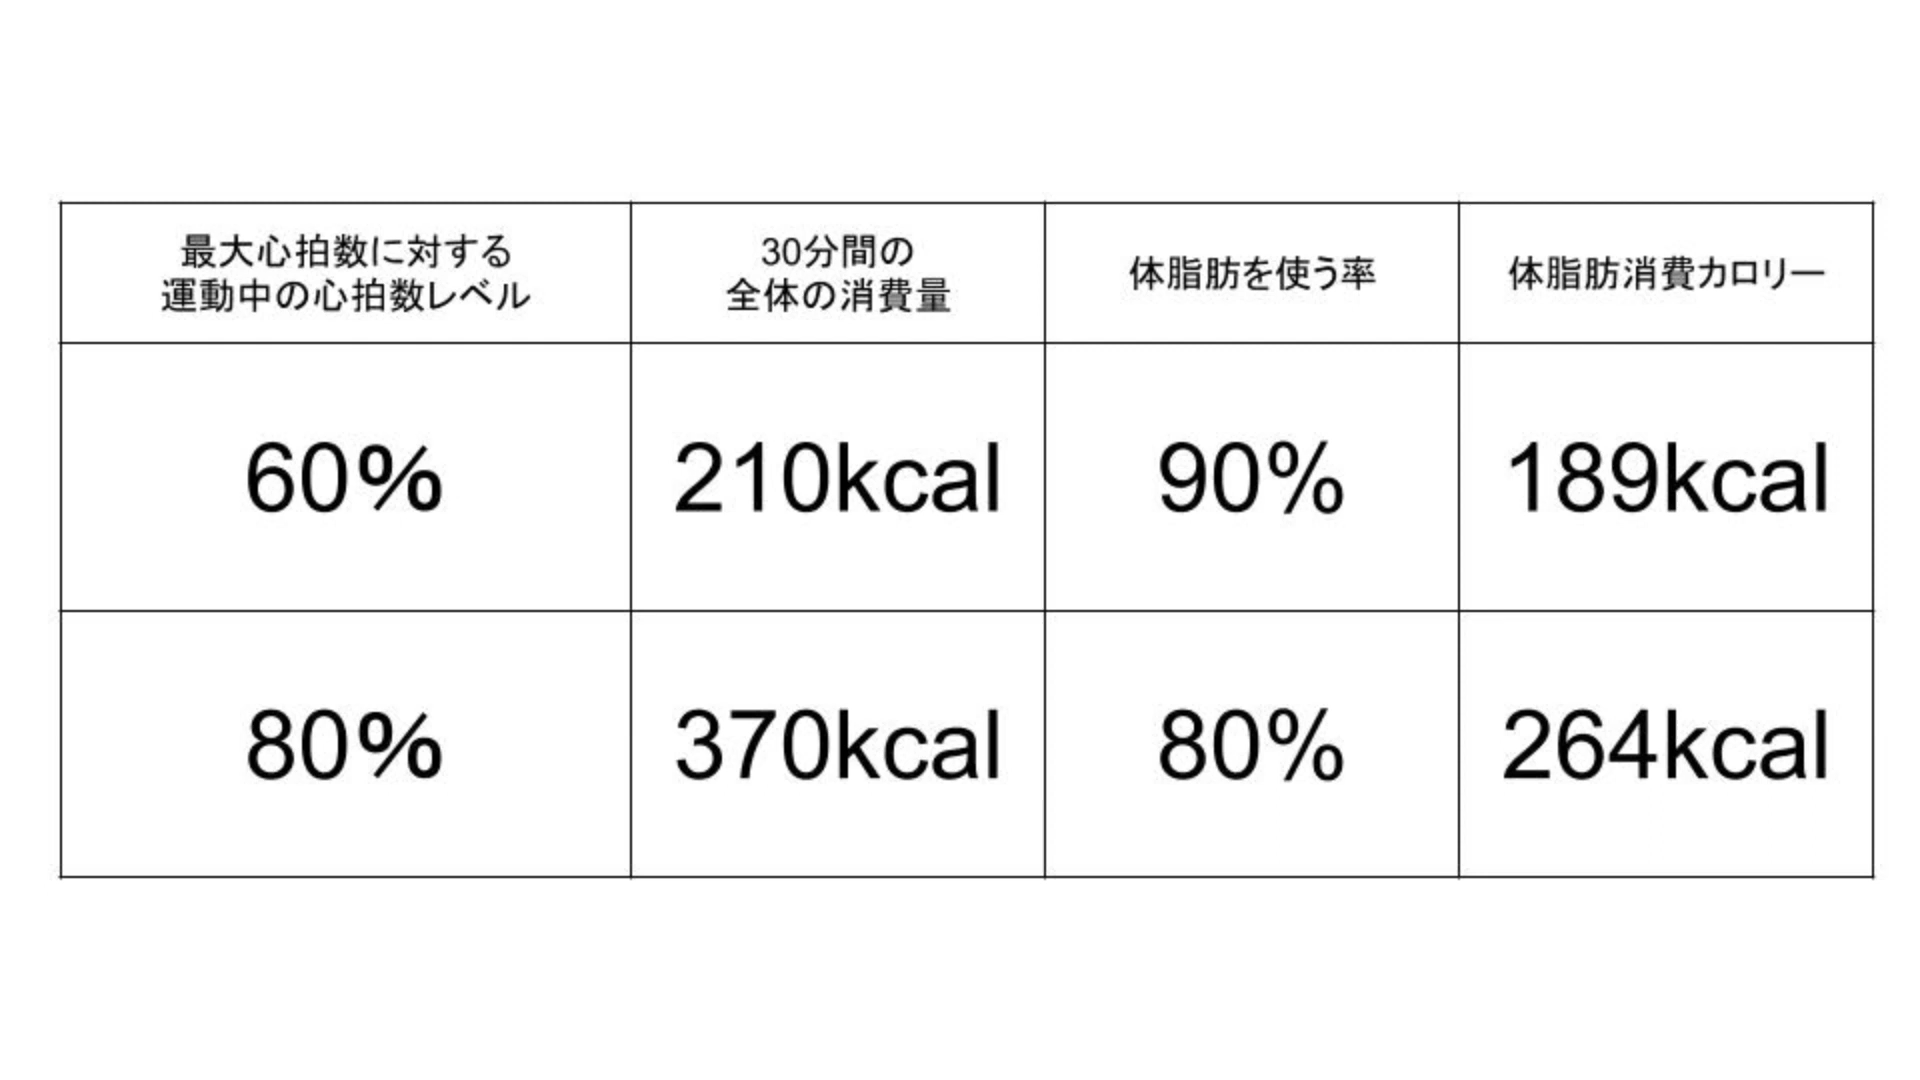 最大心拍数に対する
運動中の心拍数レベル
30分間の
全体の消費量
体脂肪を使う率
体脂肪消費カロリー
60%
210kcal
90%
189kcal
80%
370kcal
80%
264kcal